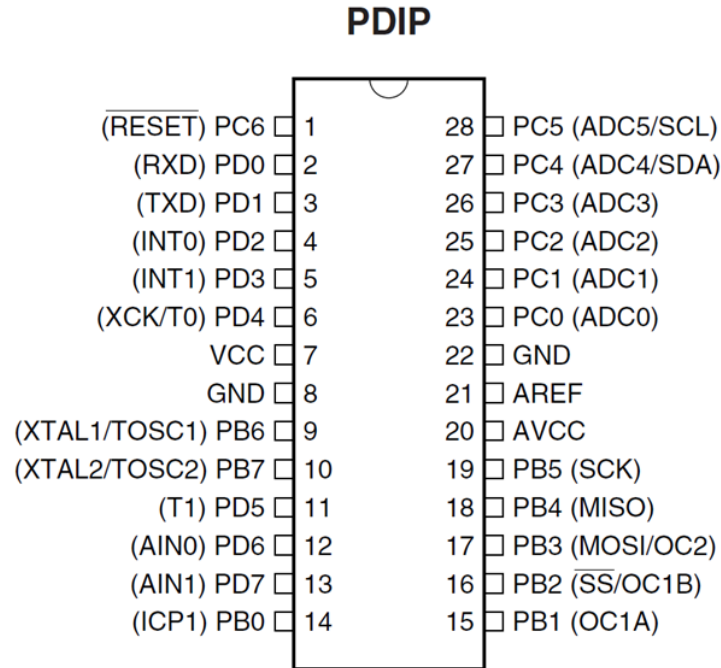 PDIP
(RESET) PC6 1 28 PC5 (ADC5/SCL)
(RXD) PD0 2 27 PC4 (ADC4/SDA)
(TXD) PD1 3 26 PC3 (ADC3)
(INT0) PD2 4 25 PC2 (ADC2)
(INT1) PD3 5 24 PC1 (ADC1)
(XCK/T0) PD4 6 23 PC0 (ADC0)
VCC 7 22 GND
GND 8 21 AREF
(XTAL1/TOSC1) PB6 9 20 AVCC
(XTAL2/TOSC2) PB7 10 19 PB5 (SCK)
(T1) PD5 11 18 PB4 (MISO)
(AIN0) PD6 12 17 PB3 (MOSI/OC2)
(AIN1) PD7 13 16 PB2 (SS/OC1B)
(ICP1) PB0 14 15 PB1 (OC1A)